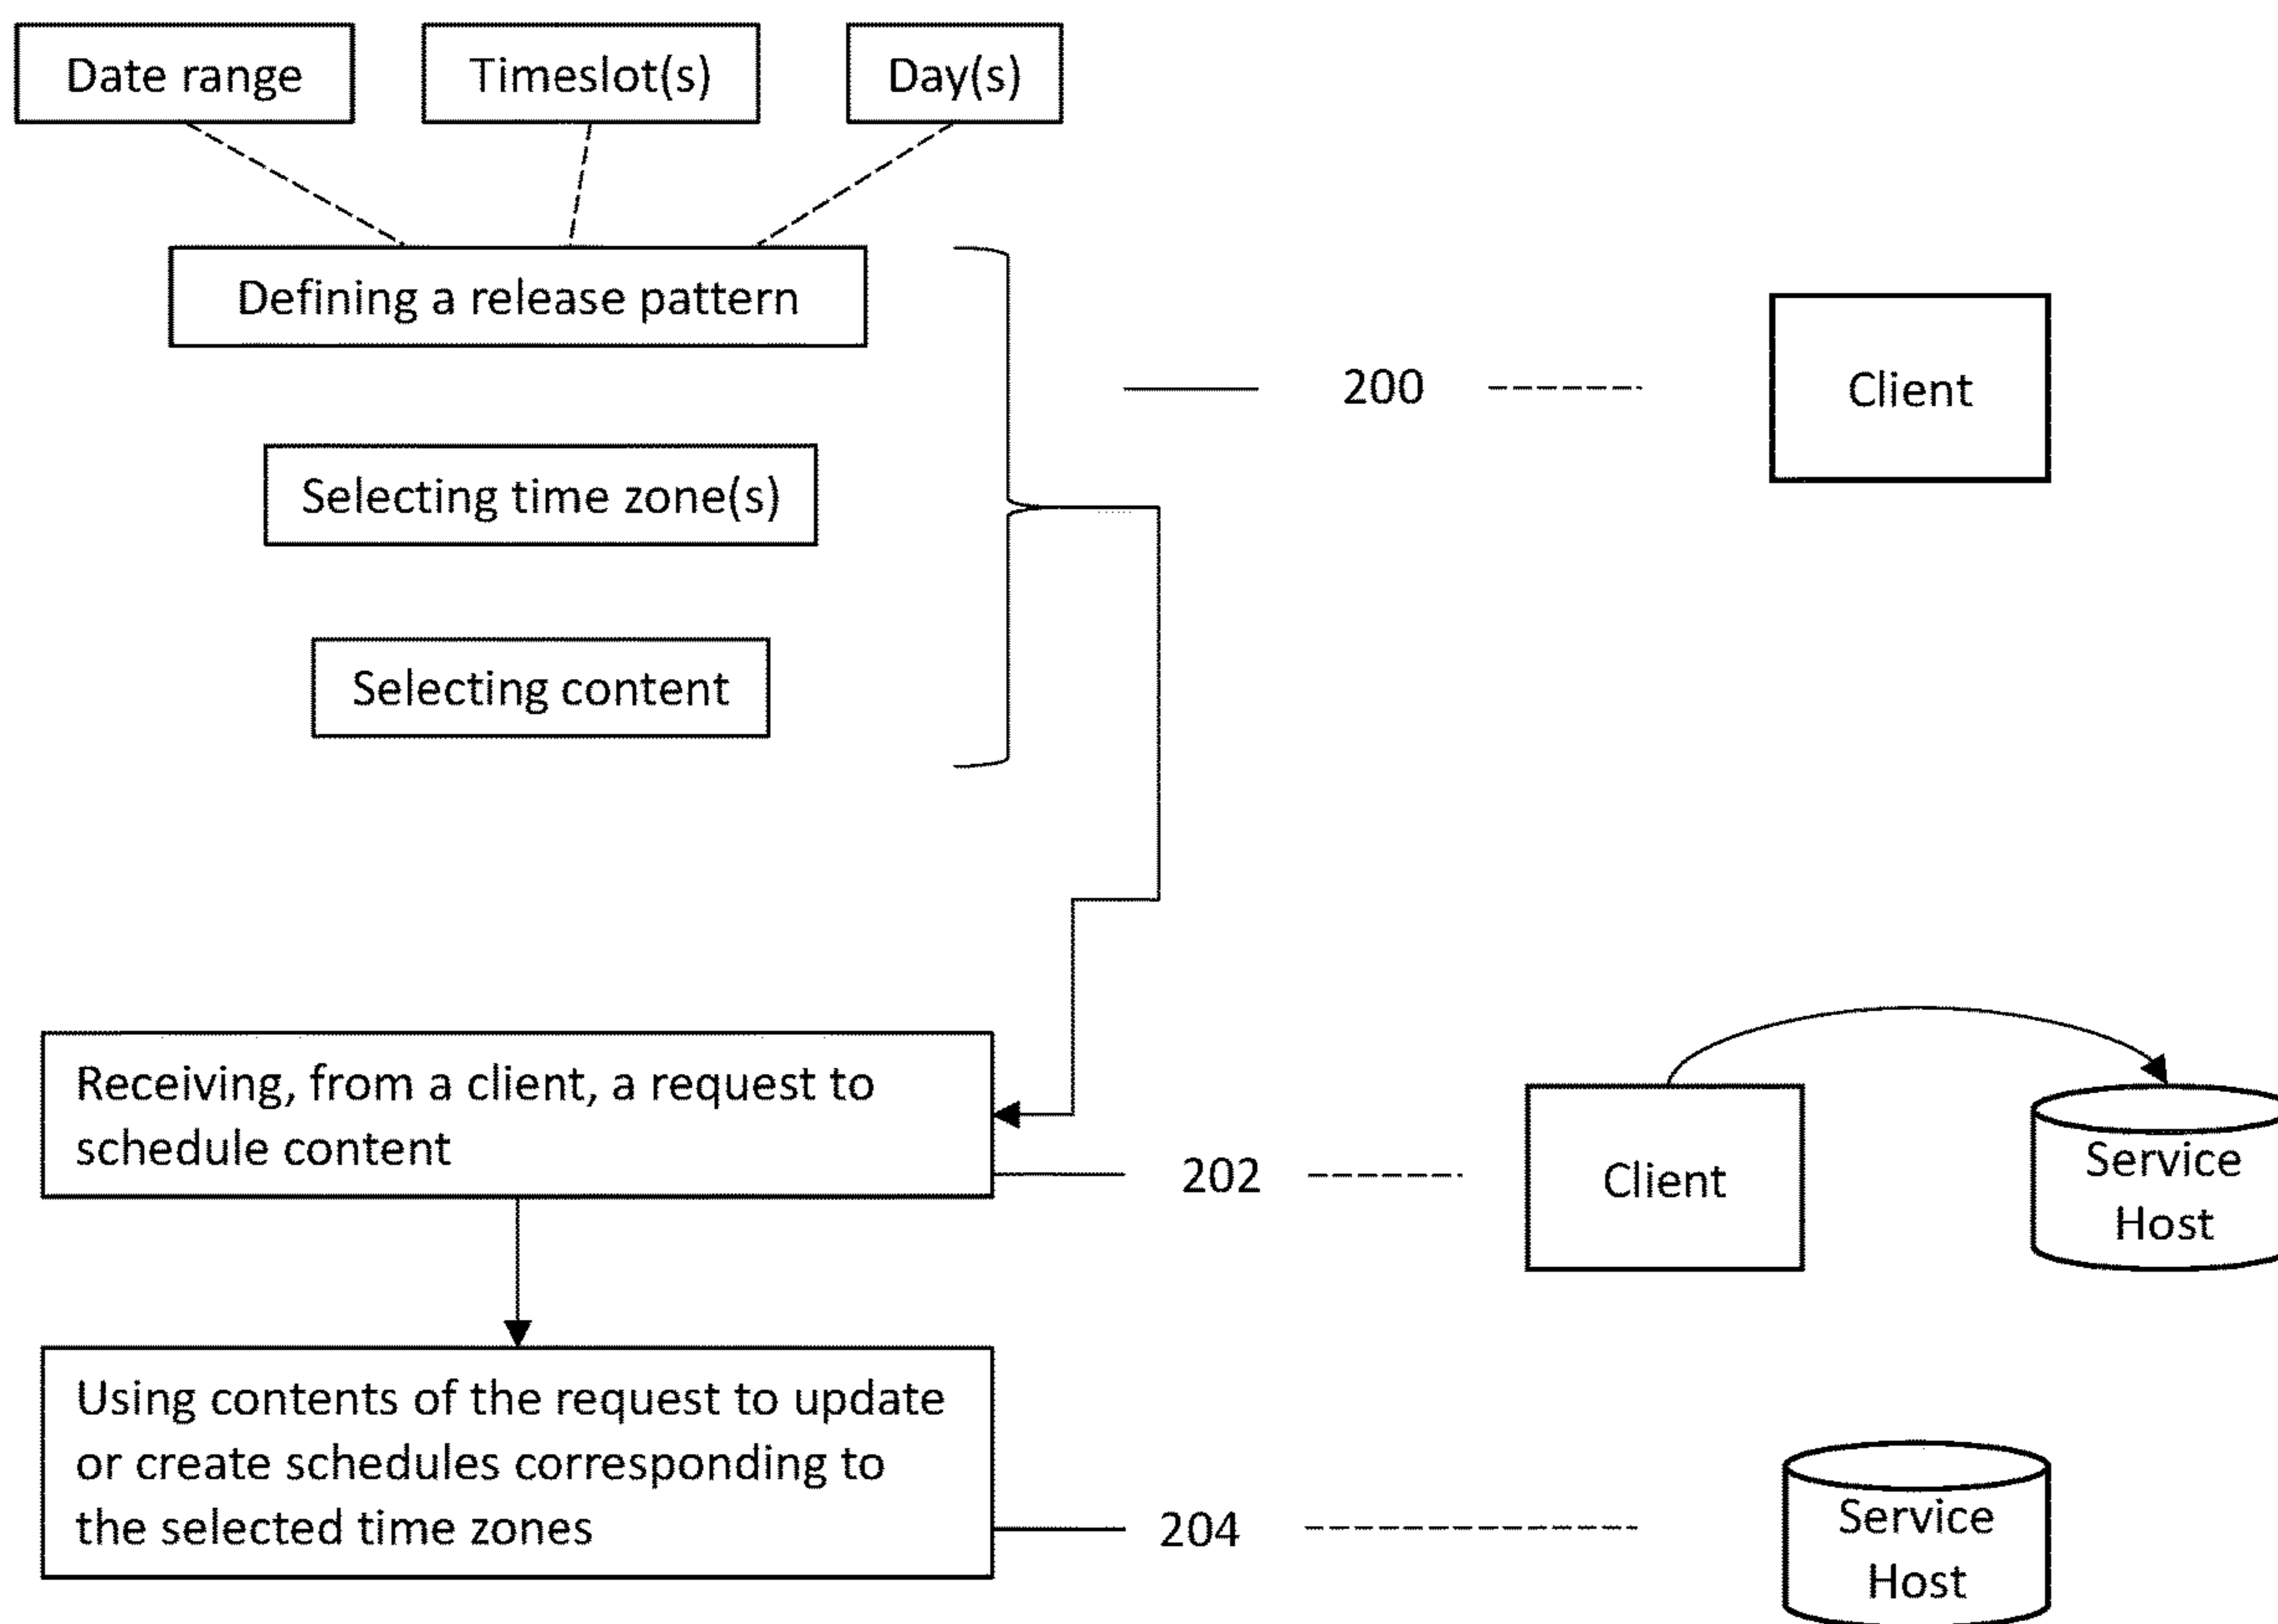 Date range
Timeslot(s)
Day(s)
Defining a release pattern
200
Client
Selecting time zone(s)
Selecting content
Receiving, from a client, a request to
schedule content
202
Client
Service
Host
Using contents of the request to update
or create schedules corresponding to
the selected time zones
204
Service
Host